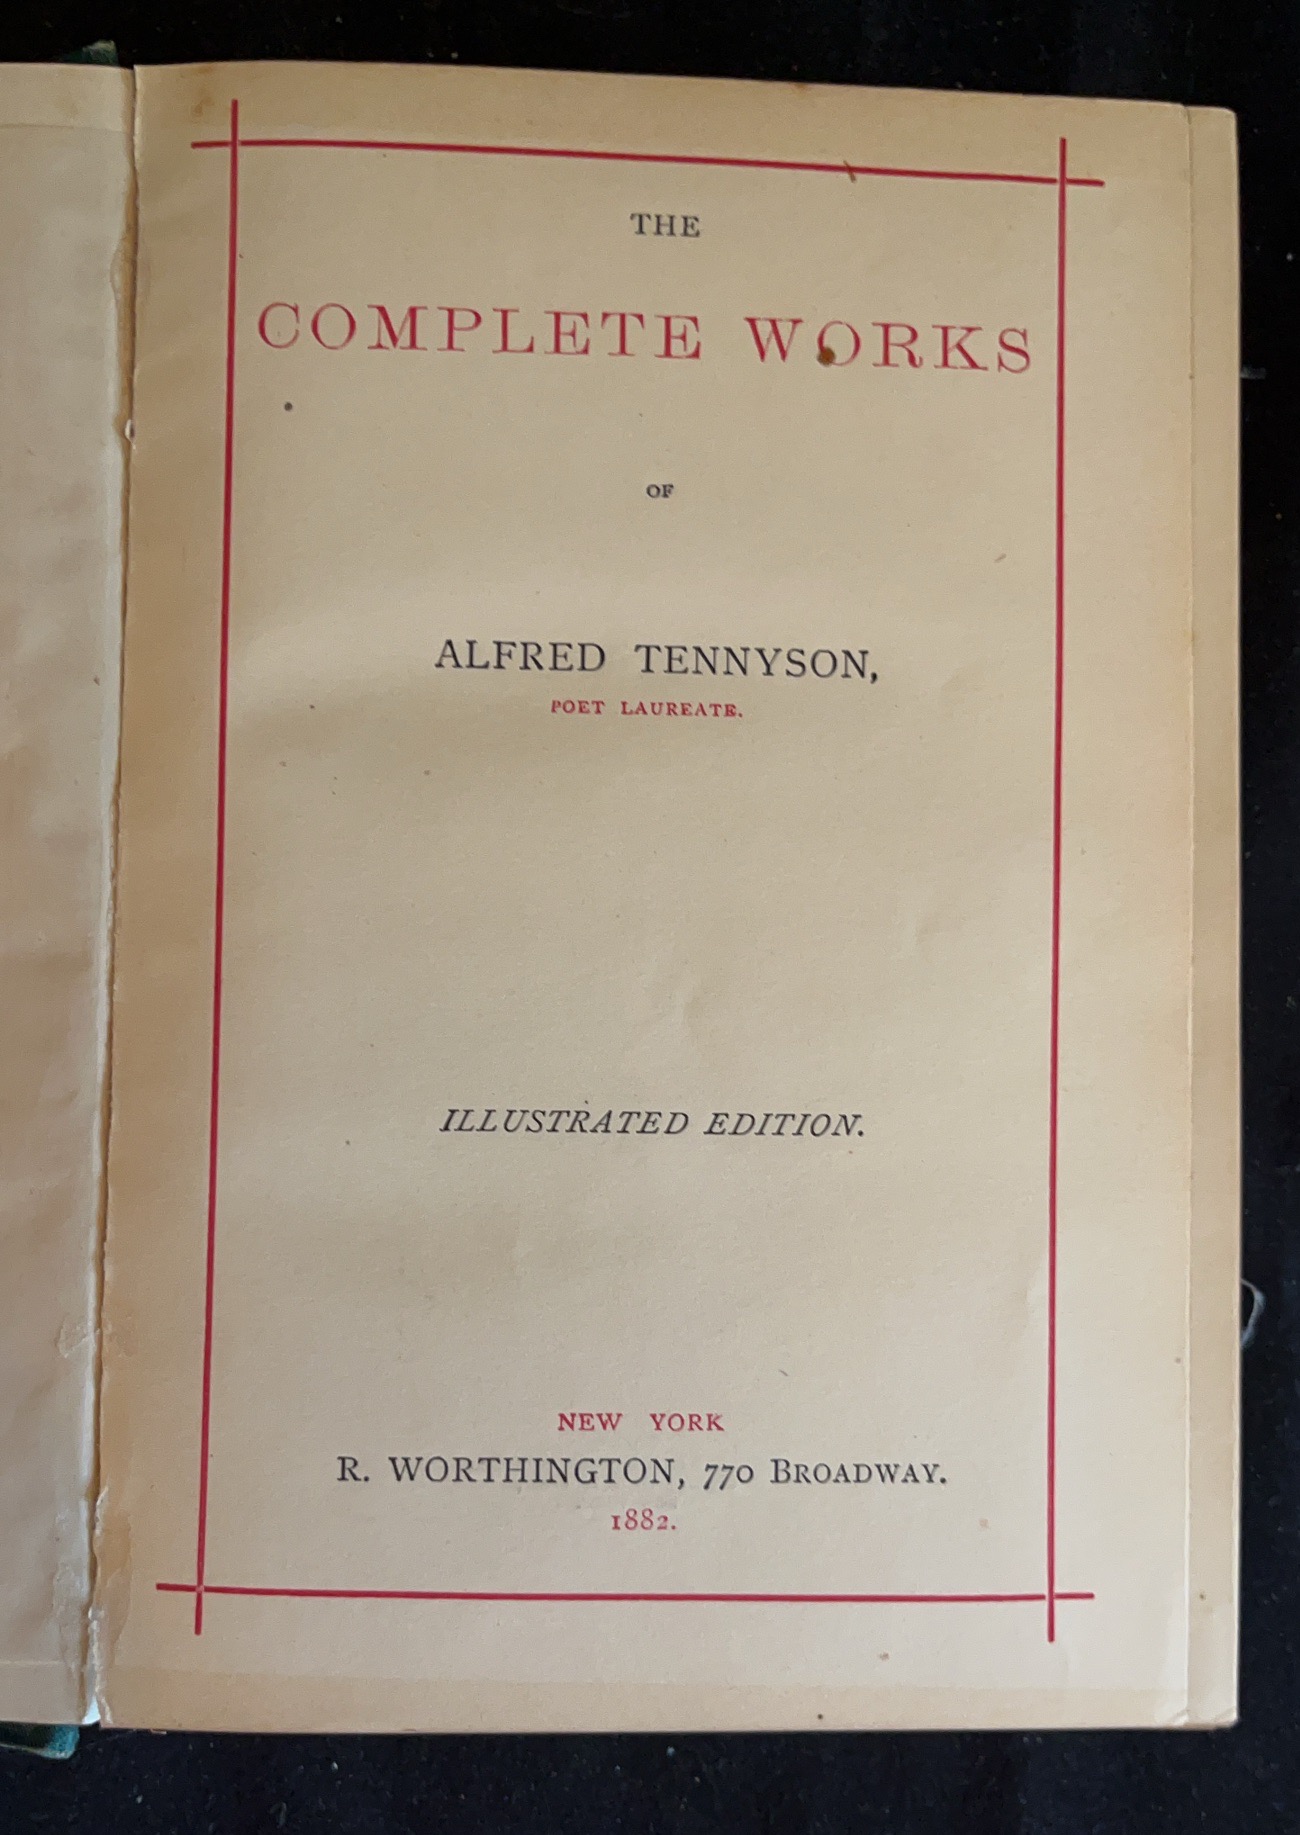 THE
COMPLETE WORKS
OF
ALFRED TENNYSON,
POET LAUREATE.
ILLUSTRATED EDITION.
NEW YORK
R. WORTHINGTON, 770 BROADWAY.
1882.